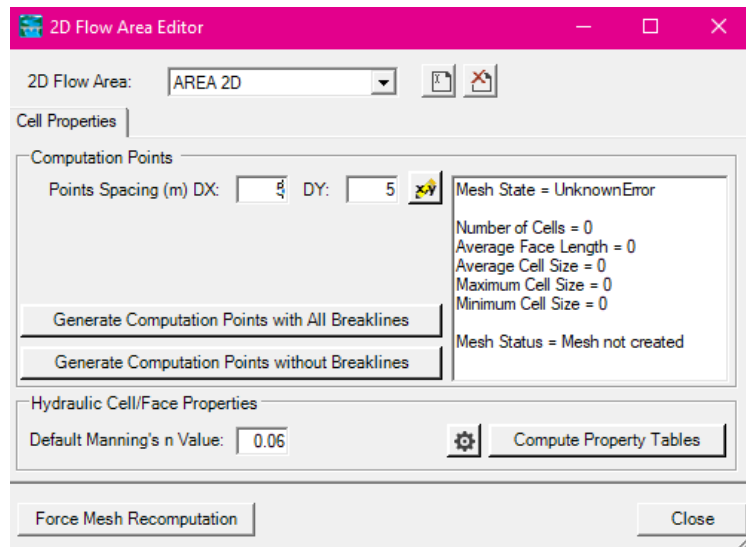 2D Flow Area Editor
2D Flow Area: AREA 2D
Cell Properties
Computation Points
Points Spacing (m) DX: 5 DY: 5
Mesh State = UnknownError
Number of Cells = 0
Average Face Length = 0
Average Cell Size = 0
Maximum Cell Size = 0
Minimum Cell Size = 0
Mesh Status = Mesh not created
Generate Computation Points with All Breaklines
Generate Computation Points without Breaklines
Hydraulic Cell/Face Properties
Default Manning's n Value: 0.06
Compute Property Tables
Force Mesh Recomputation
Close